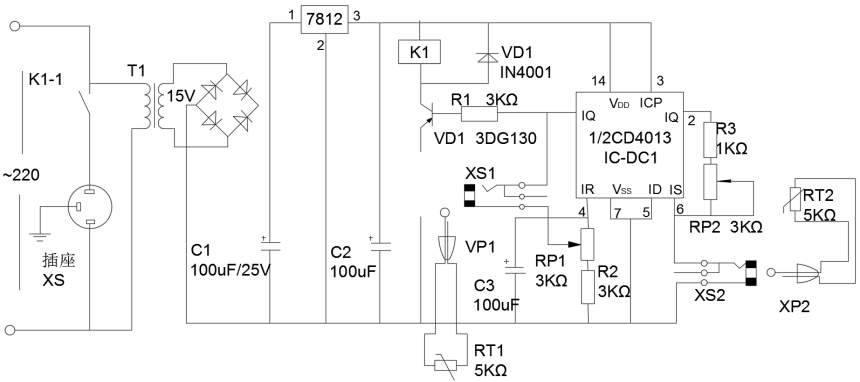 1
7812
3
2
K1-1
T1
15V
K1
VD1
IN4001
14
3
R1
3KΩ
VDD
ICP
IQ
IQ
2
VD1
3DG130
1/2CD4013
IC-DC1
R3
1KΩ
~220
XS1
IR
VSS
ID
IS
4
7
5
6
RP2
3KΩ
RT2
5KΩ
插座
XS
C1
100uF/25V
C2
100uF
VP1
RP1
3KΩ
R2
3KΩ
C3
100uF
XS2
XP2
RT1
5KΩ